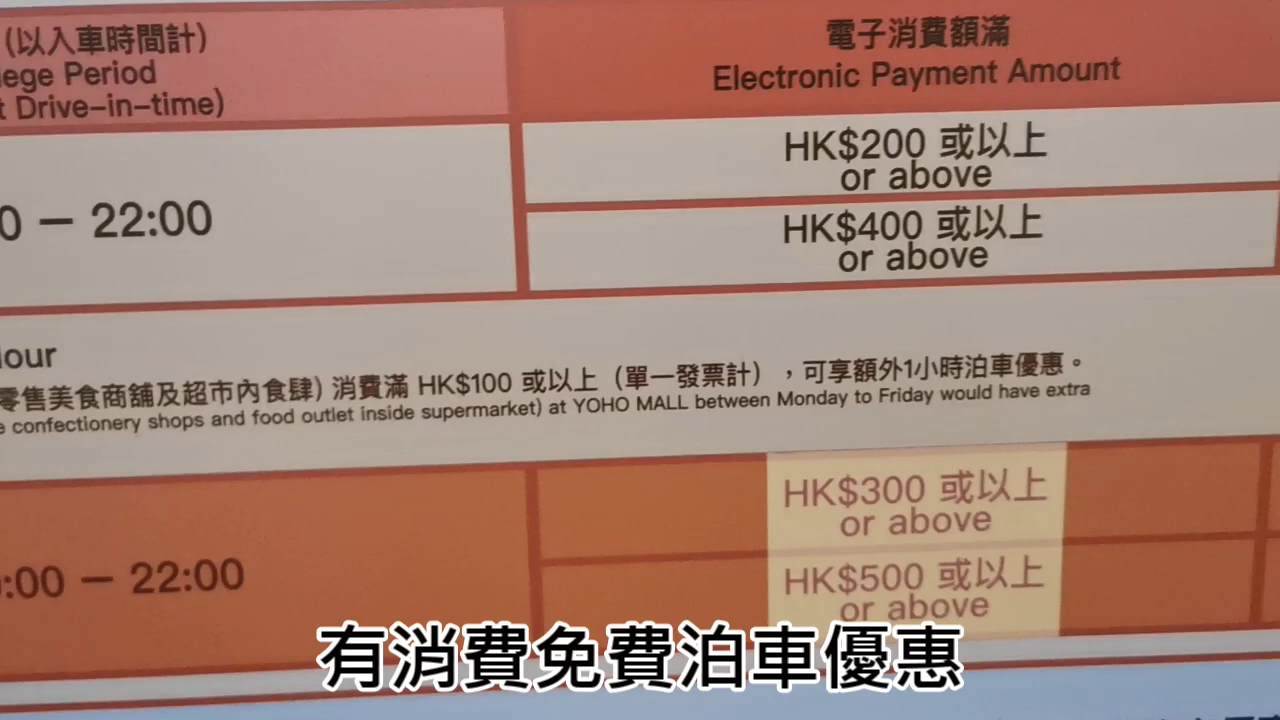 （以入車時間計）
lege Period
t Drive-in-time)
電子消費額滿
Electronic Payment Amount
0 — 22:00
HK$200 或以上
or above
HK$400 或以上
or above
lour
零售美食商舖及超市內食肆) 消費滿 HK$100 或以上（單一發票計），可享額外1小時泊車優惠。
e confectionery shops and food outlet inside supermarket) at YOHO MALL between Monday to Friday would have extra
:00 — 22:00
HK$300 或以上
or above
HK$500 或以上
or above
有消費免費泊車優惠